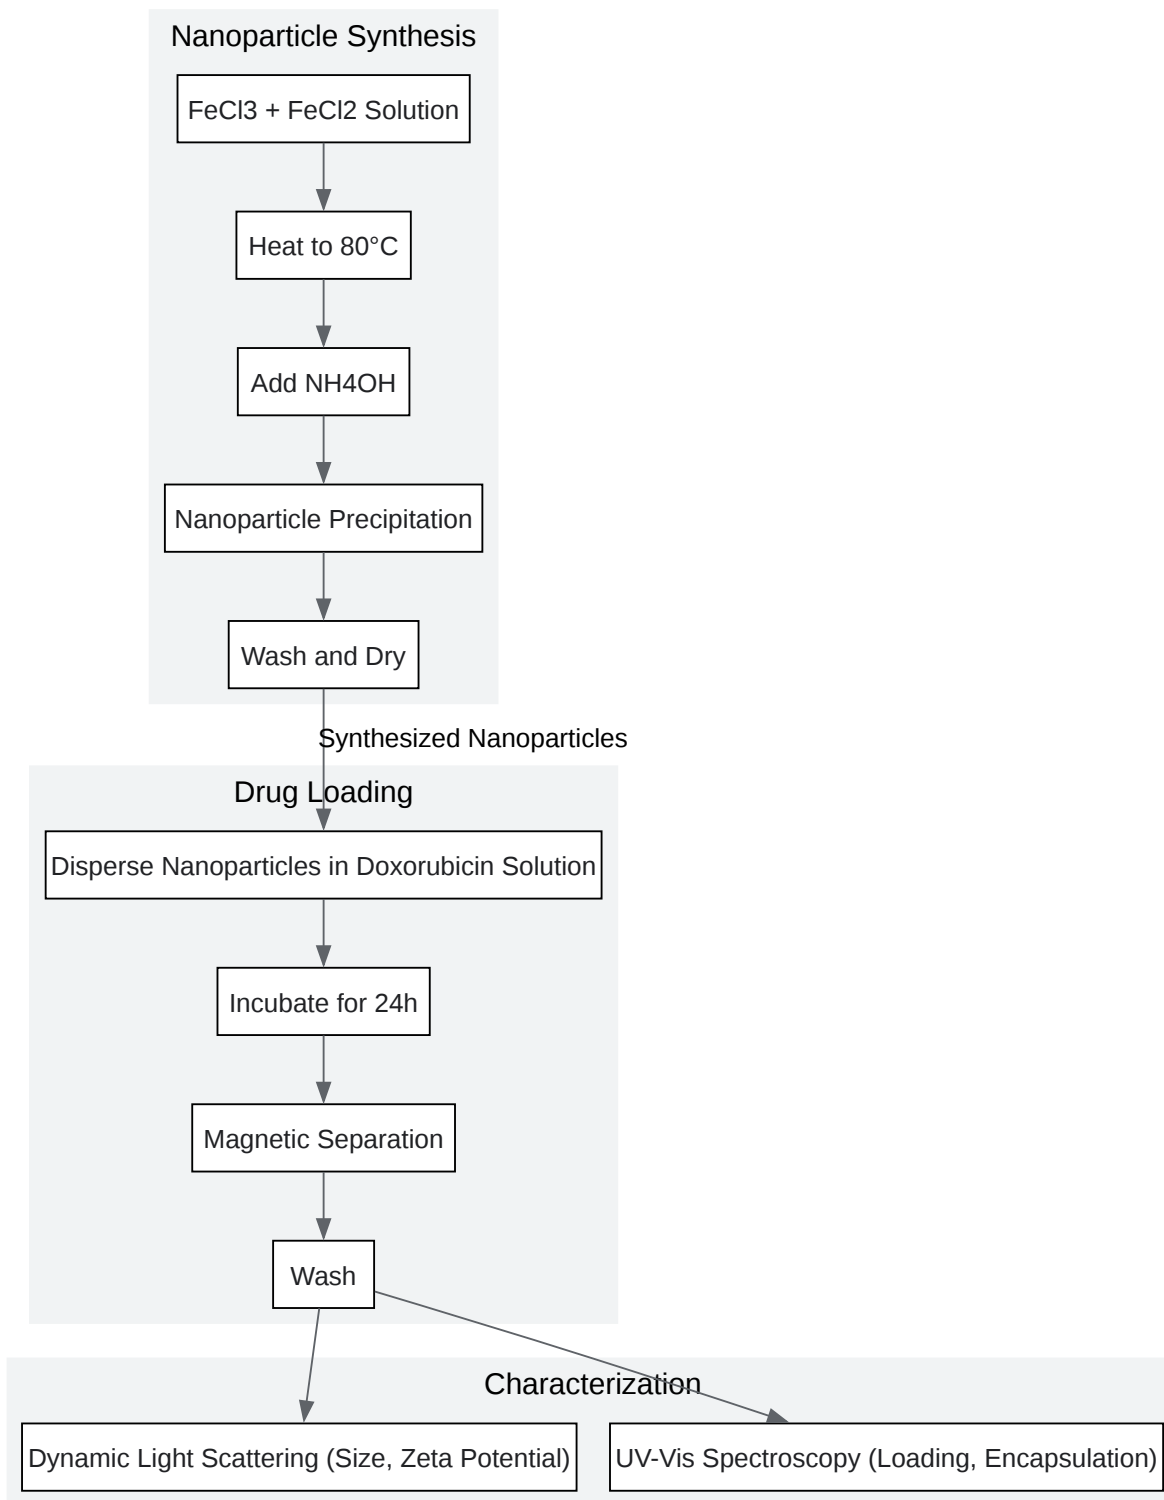 Nanoparticle Synthesis
FeCl3 + FeCl2 Solution
Heat to 80°C
Add NH4OH
Nanoparticle Precipitation
Wash and Dry
Synthesized Nanoparticles
Drug Loading
Disperse Nanoparticles in Doxorubicin Solution
Incubate for 24h
Magnetic Separation
Wash
Characterization
Dynamic Light Scattering (Size, Zeta Potential)
UV-Vis Spectroscopy (Loading, Encapsulation)